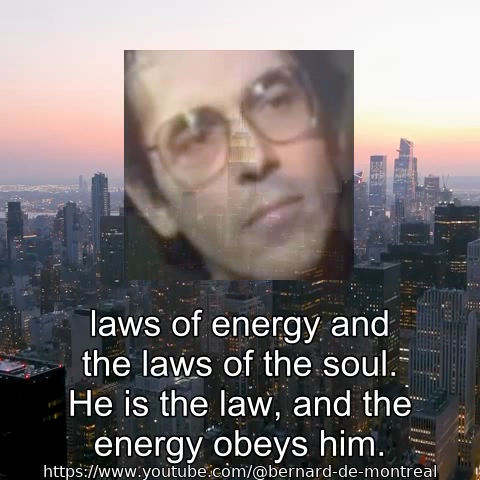 laws of energy and
the laws of the soul.
He is the law, and the
energy obeys him.
https://www.youtube.com/@bernard-de-montreal